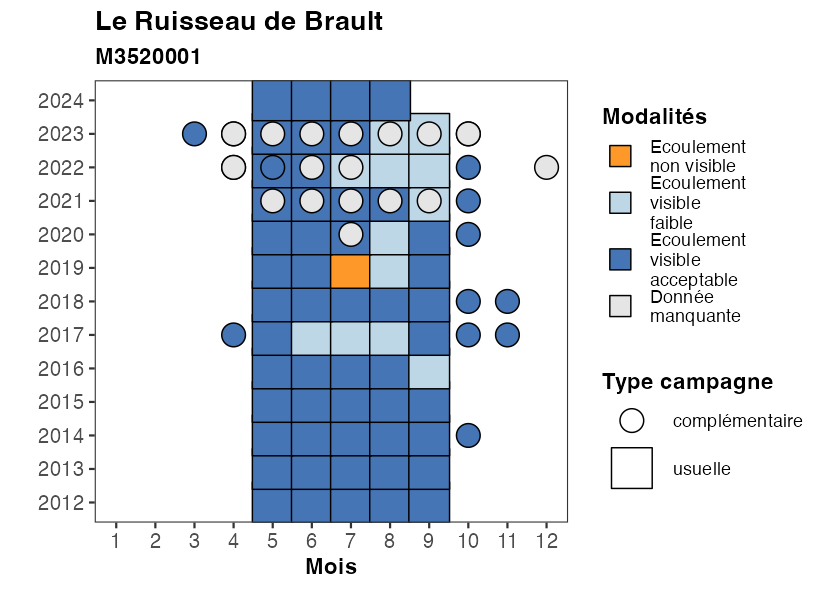 Le Ruisseau de Brault
M3520001
2024
2023
2022
2021
2020
2019
2018
2017
2016
2015
2014
2013
2012
1 2 3 4 5 6 7 8 9 10 11 12
Mois
Modalités
Ecoulement
non visible
Ecoulement
visible
faible
Ecoulement
visible
acceptable
Donnée
manquante
Type campagne
complémentaire
usuelle